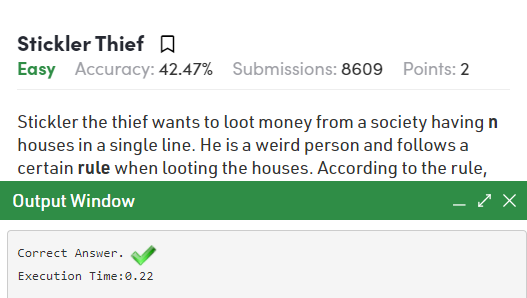 Stickler Thief
Easy Accuracy: 42.47% Submissions: 8609 Points: 2
Stickler the thief wants to loot money from a society having n
houses in a single line. He is a weird person and follows a
certain rule when looting the houses. According to the rule,
Output Window
Correct Answer.
Execution Time:0.22